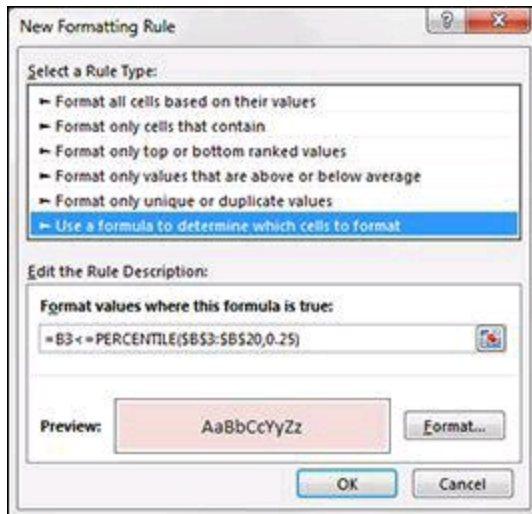 New Formatting Rule
Select a Rule Type:
► Format all cells based on their values
► Format only cells that contain
► Format only top or bottom ranked values
► Format only values that are above or below average
► Format only unique or duplicate values
► Use a formula to determine which cells to format
Edit the Rule Description:
Format values where this formula is true:
=B3<=PERCENTILE($B$3:$B$20,0.25)
Preview: AaBbCcYyZz Format...
OK Cancel